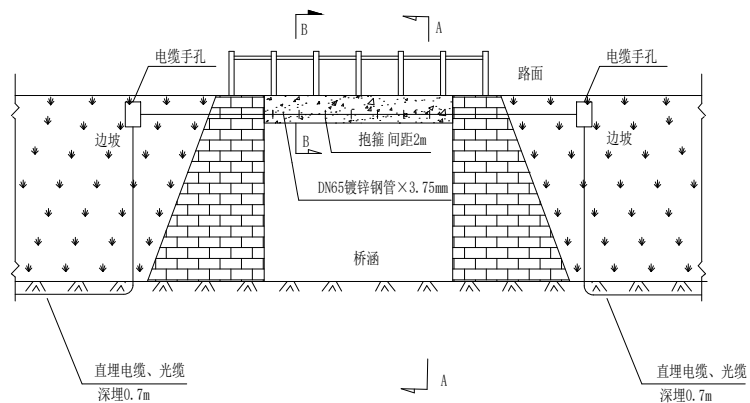 B
A
电缆手孔
路面
电缆手孔
边坡
B
抱箍 间距2m
边坡
DN65镀锌钢管×3.75mm
桥涵
直埋电缆、光缆
深埋0.7m
A
直埋电缆、光缆
深埋0.7m